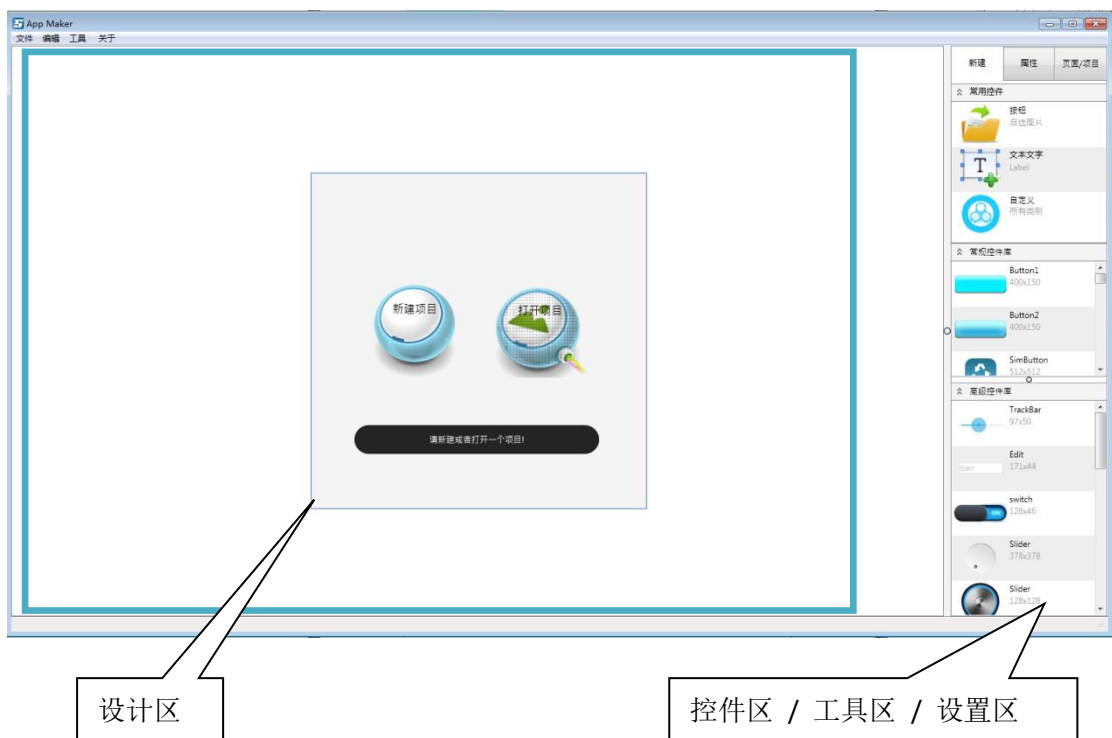 App Maker
文件 编辑 工具 关于
新建 属性 页面/项目
常用控件
按钮
自选图片
T
文本文字
Label
自定义
所有类别
常规控件库
Button1
400x150
Button2
400x150
SimButton
512x512
高级控件库
TrackBar
97x50
Edit
171x44
Edit1
switch
128x46
ON
Slider
378x378
Slider
128x128
新建项目
打开项目
请新建或者打开一个项目!
设计区
控件区 / 工具区 / 设置区